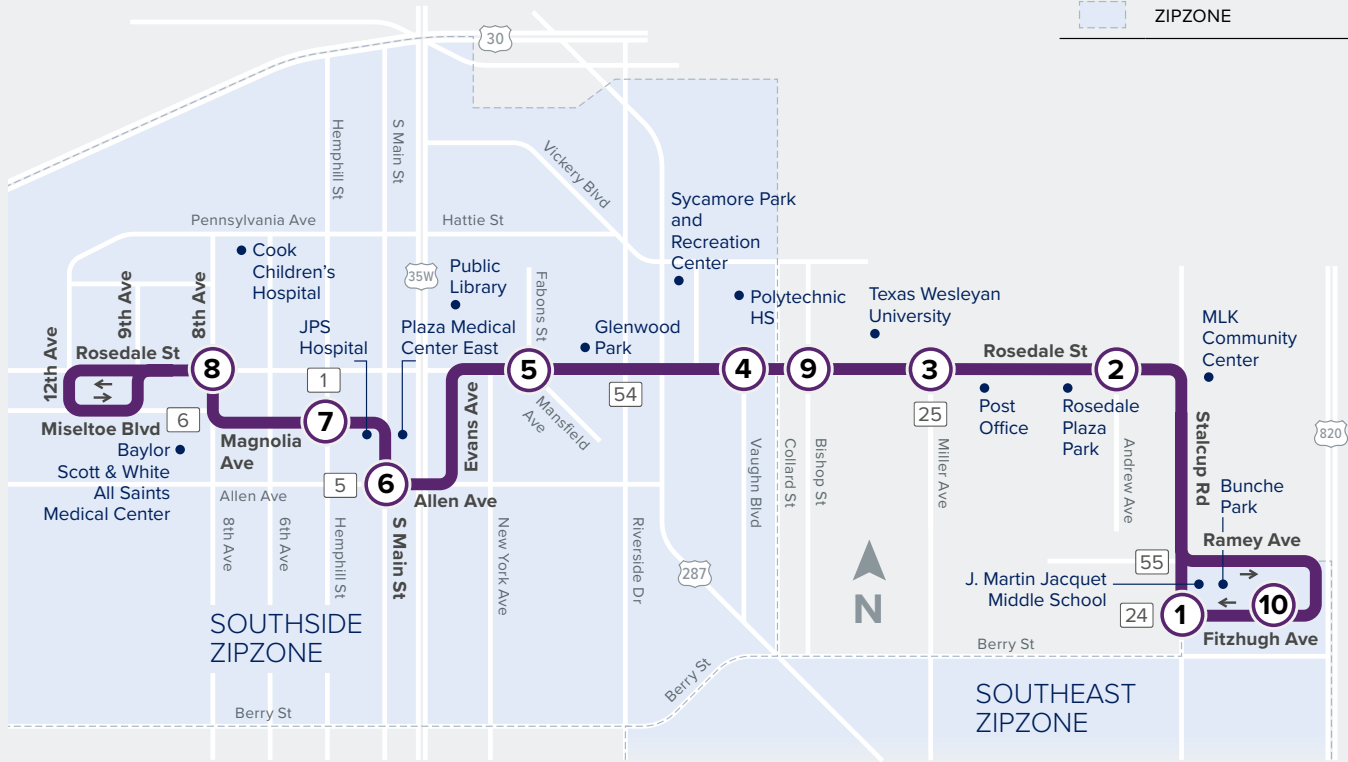 ZIPZONE
30
Hemphill St
S Main St
Vickery Blvd
Sycamore Park
and
Recreation
Center
Pennsylvania Ave
Hattie St
Cook
Children's
Hospital
35W
Public
Library
Fabons St
Polytechnic
HS
Texas Wesleyan
University
MLK
Community
Center
12th Ave
9th Ave
8th Ave
Rosedale St
JPS
Hospital
Plaza Medical
Center East
Glenwood
Park
Rosedale St
8
5
4
9
3
2
1
54
25
6
7
Miseltoe Blvd
Magnolia
Ave
Evans Ave
Mansfield
Ave
Post
Office
Rosedale
Plaza
Park
Stalcup Rd
820
Baylor
Scott & White
All Saints
Medical Center
Allen Ave
5
6
Allen Ave
Vaughn Blvd
Collard St
Bishop St
Miller Ave
Andrew Ave
Bunche
Park
8th Ave
6th Ave
Hemphill St
S Main St
New York Ave
Riverside Dr
287
N
55
Ramey Ave
J. Martin Jacquet
Middle School
24
1
10
Fitzhugh Ave
SOUTHSIDE
ZIPZONE
Berry St
Berry St
Berry St
SOUTHEAST
ZIPZONE